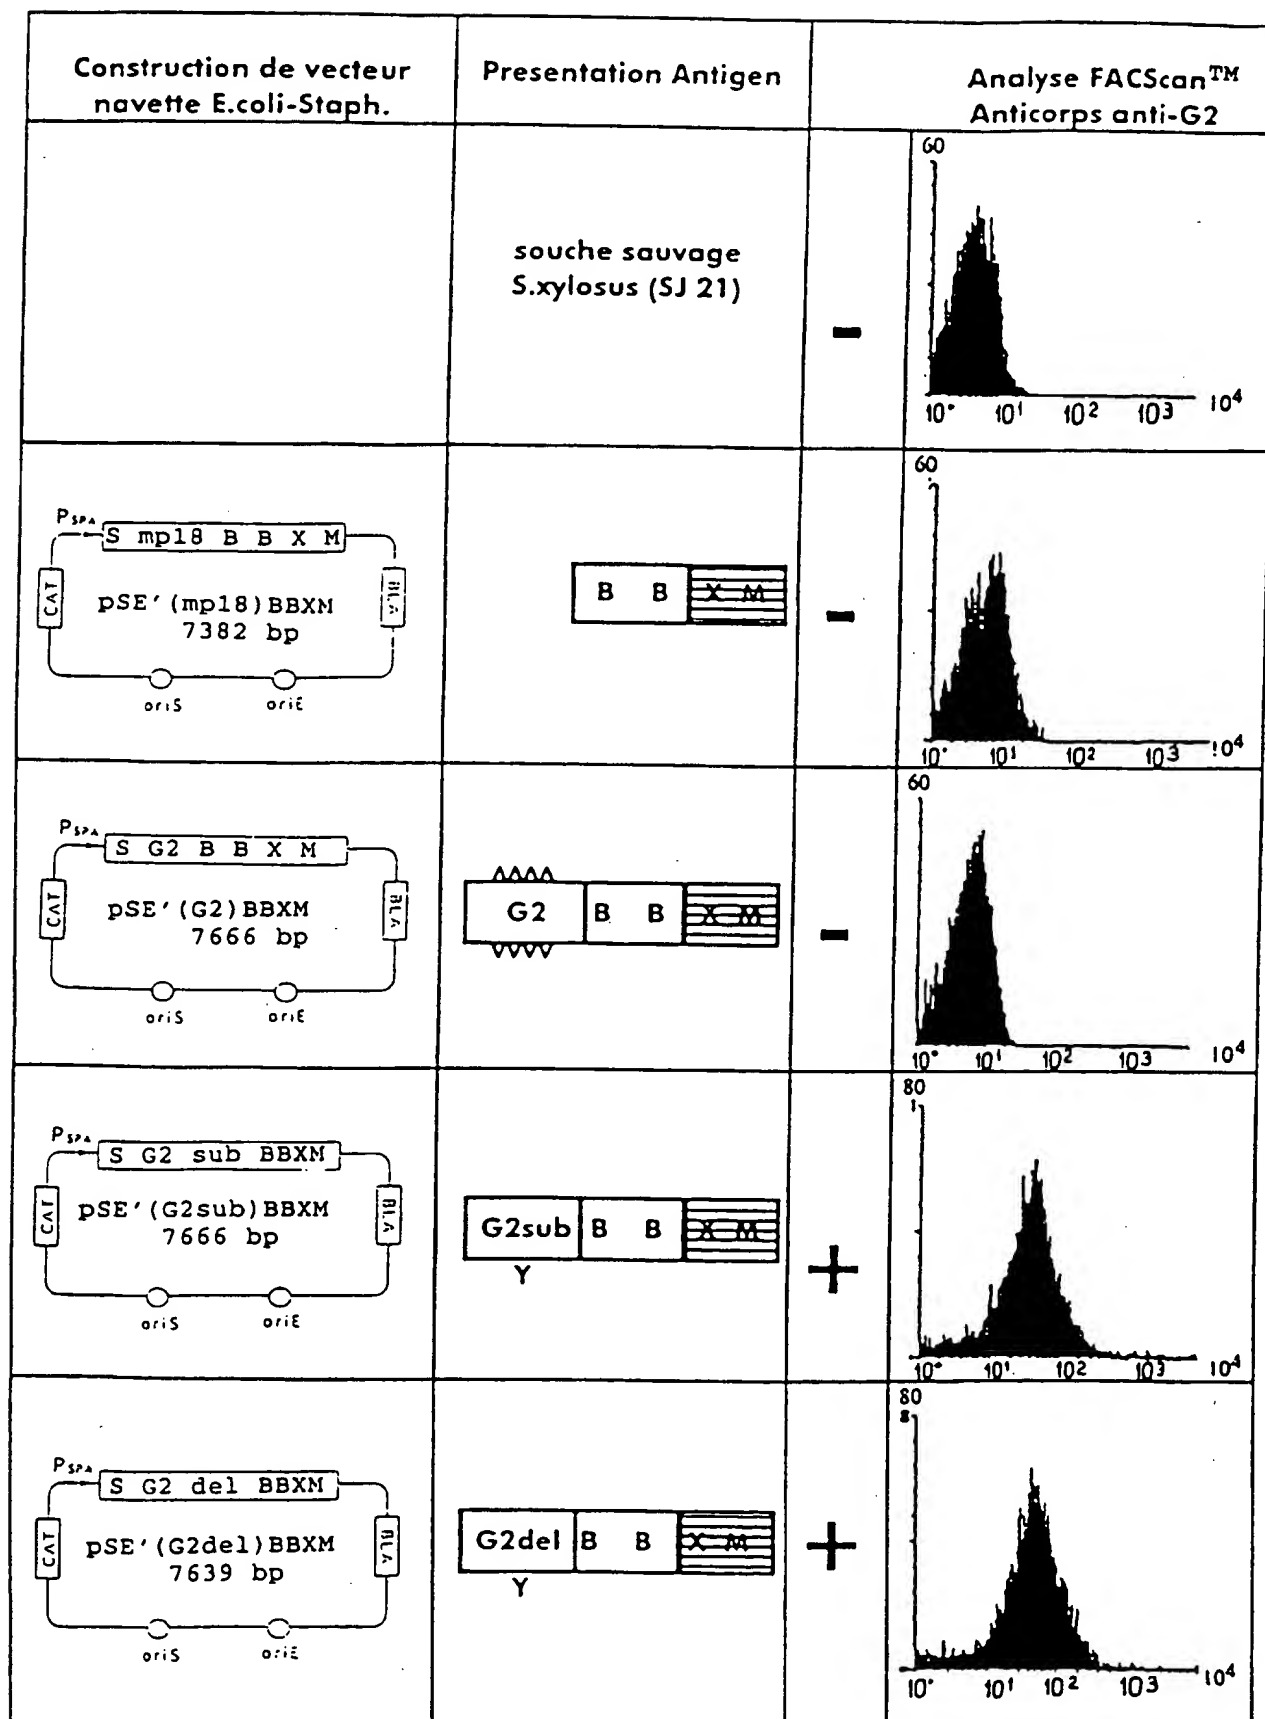 Construction de vecteur
navette E.coli-Staph.
Presentation Antigen
Analyse FACScan™
Anticorps anti-G2
souche sauvage
S.xylosus (SJ 21)
-
60
10° 10¹ 10² 10³ 10⁴
PSPA
S mp18 B B X M
CAT
BLA
pSE'(mp18)BBXM
7382 bp
oriS oriE
B B X M
-
60
10° 10¹ 10² 10³ 10⁴
PSPA
S G2 B B X M
CAT
BLA
pSE'(G2)BBXM
7666 bp
oriS oriE
G2 B B X M
-
60
10° 10¹ 10² 10³ 10⁴
PSPA
S G2 sub BBXM
CAT
BLA
pSE'(G2sub)BBXM
7666 bp
oriS oriE
G2sub B B X M
Y
+
80
10° 10¹ 10² 10³ 10⁴
PSPA
S G2 del BBXM
CAT
BLA
pSE'(G2del)BBXM
7639 bp
oriS oriE
G2del B B X M
Y
+
80
10° 10¹ 10² 10³ 10⁴